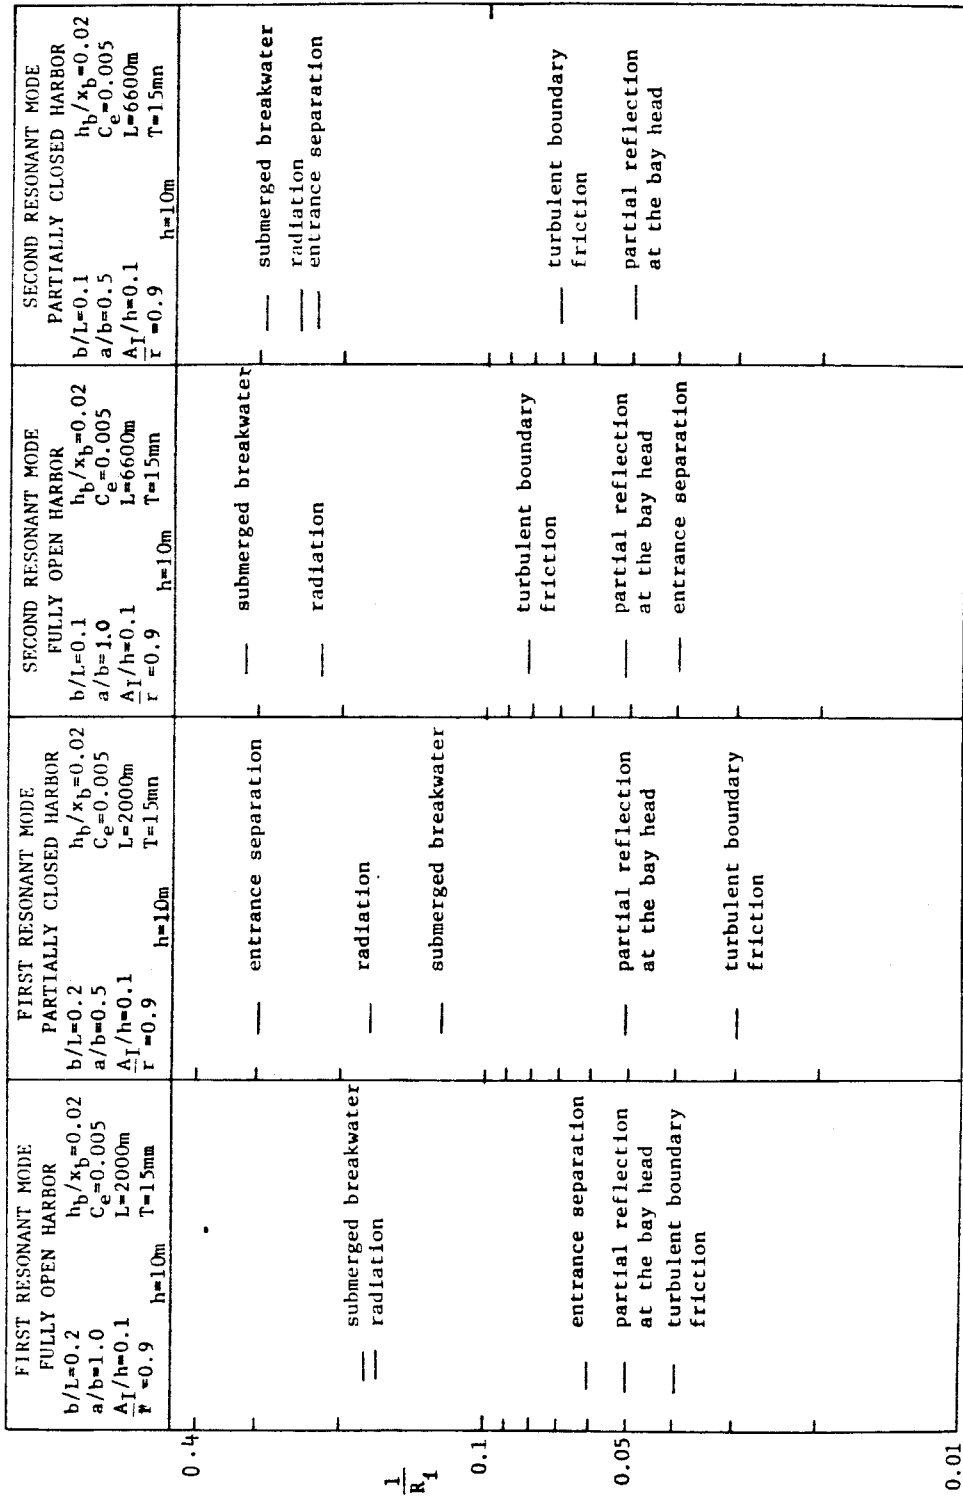 FIRST RESONANT MODE
FULLY OPEN HARBOR
b/L=0.2 h_b/x_b=0.02
a/b=1.0 C_e=0.005
A_I/h=0.1 L=2000m
r=0.9 T=15mm
h=10m
submerged breakwater
radiation
entrance separation
partial reflection
at the bay head
turbulent boundary
friction
FIRST RESONANT MODE
PARTIALLY CLOSED HARBOR
b/L=0.2 h_b/x_b=0.02
a/b=0.5 C_e=0.005
A_I/h=0.1 L=2000m
r=0.9 T=15mn
h=10m
entrance separation
radiation
submerged breakwater
partial reflection
at the bay head
turbulent boundary
friction
SECOND RESONANT MODE
FULLY OPEN HARBOR
b/L=0.1 h_b/x_b=0.02
a/b=1.0 C_e=0.005
A_I/h=0.1 L=6600m
r=0.9 T=15mn
h=10m
submerged breakwater
radiation
turbulent boundary
friction
partial reflection
at the bay head
entrance separation
SECOND RESONANT MODE
PARTIALLY CLOSED HARBOR
b/L=0.1 h_b/x_b=0.02
a/b=0.5 C_e=0.005
A_I/h=0.1 L=6600m
r=0.9 T=15mn
h=10m
submerged breakwater
radiation
entrance separation
turbulent boundary
friction
partial reflection
at the bay head
0.4
1/R_i
0.1
0.05
0.01